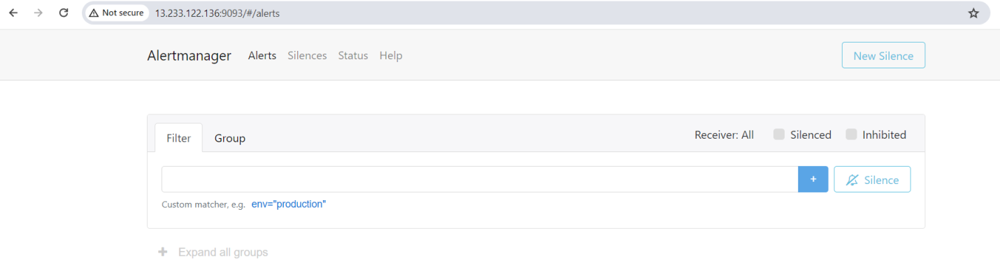 Not secure 13.233.122.136:9093/#/alerts
Alertmanager Alerts Silences Status Help New Silence
Filter Group Receiver: All Silenced Inhibited
+ Silence
Custom matcher, e.g. env="production"
+ Expand all groups